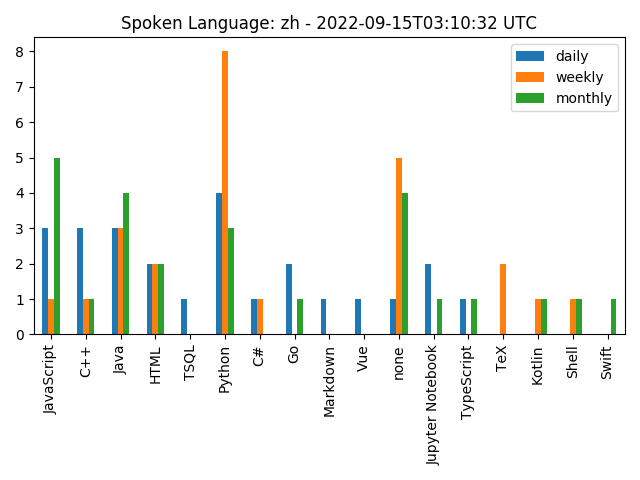 Spoken Language: zh - 2022-09-15T03:10:32 UTC
daily
weekly
monthly
8
7
6
5
4
3
2
1
0
JavaScript
C++
Java
HTML
TSQL
Python
C#
Go
Markdown
Vue
none
Jupyter Notebook
TypeScript
TeX
Kotlin
Shell
Swift